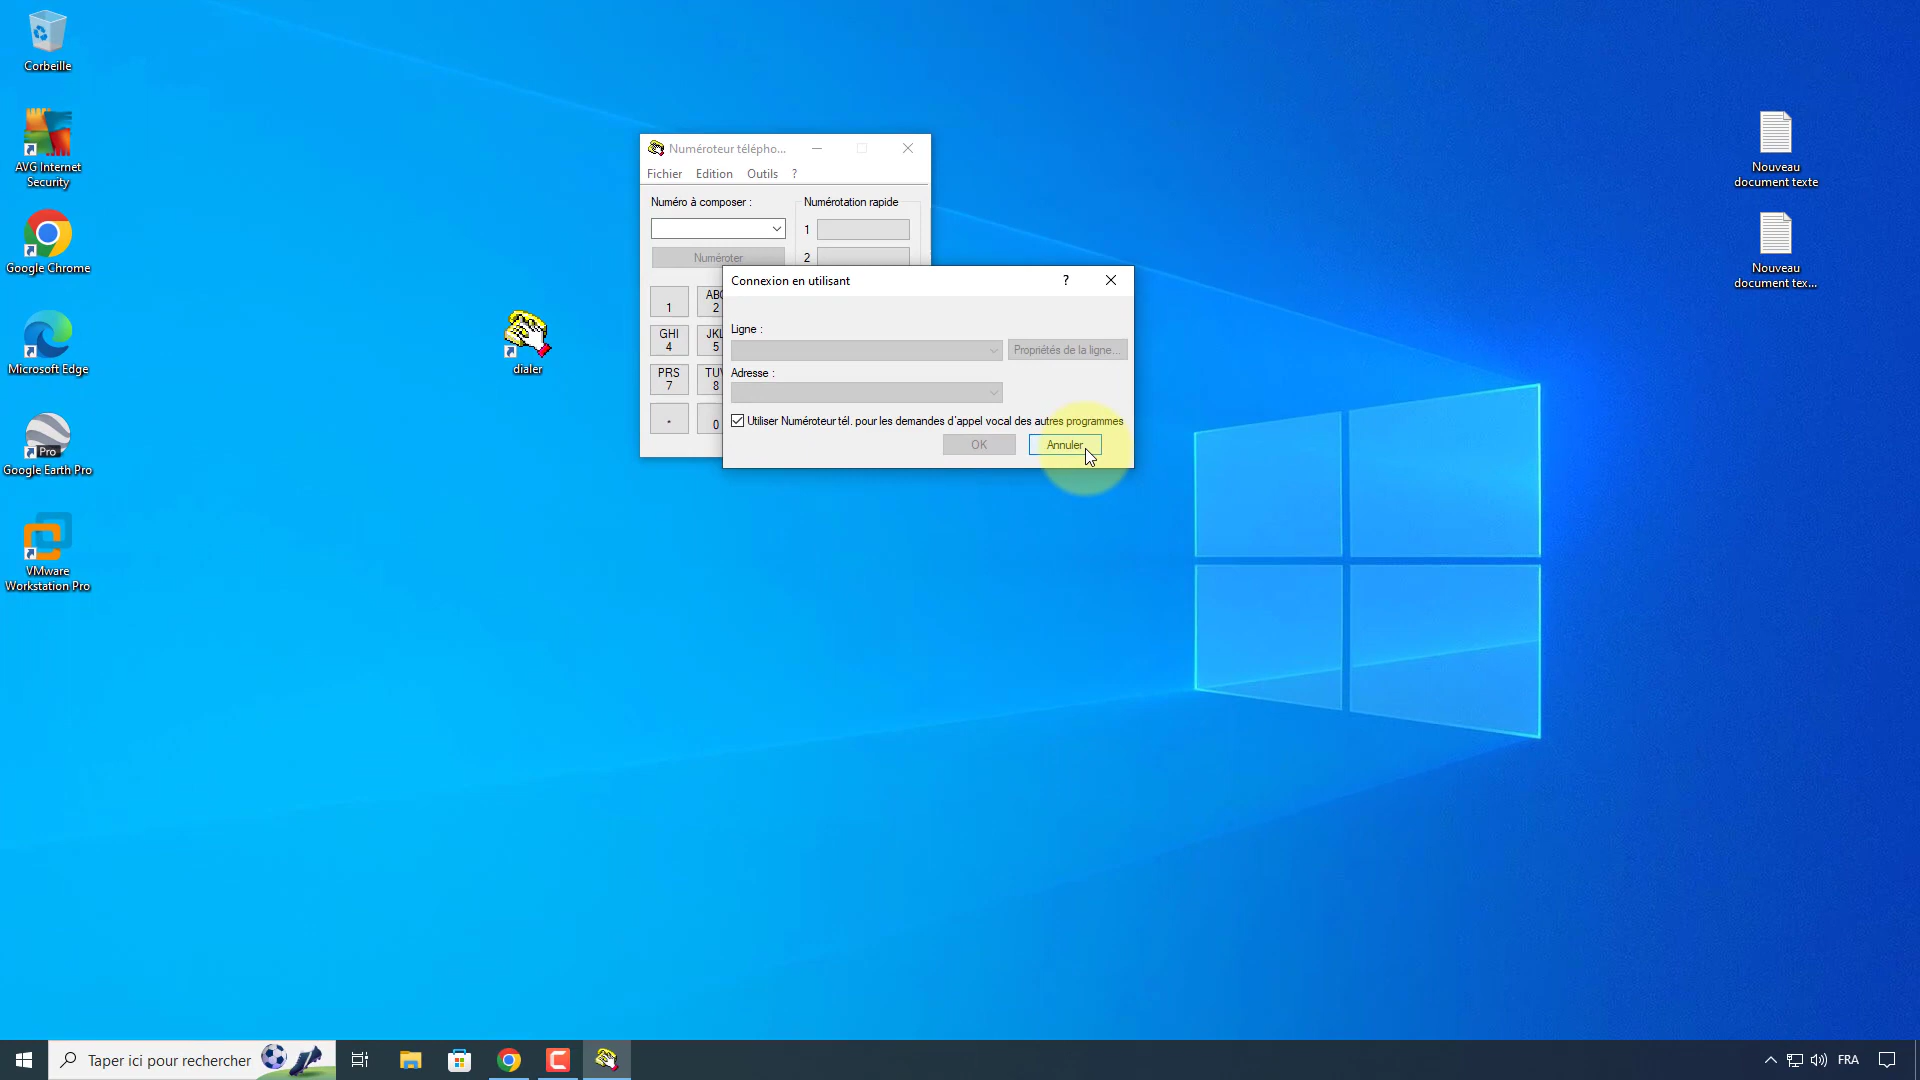 Corbeille
AVG Internet
Security
Google Chrome
Microsoft Edge
Pro
Google Earth Pro
VMware
Workstation Pro
dialer
Numéroteur télépho...
Fichier
Edition
Outils
?
Numéro à composer :
Numérotation rapide
1
2
Numéroter
1
2
GHI
4
JKL
5
PRS
7
TUV
8
*
0
Connexion en utilisant
?
Ligne :
Propriétés de la ligne...
Adresse :
Utiliser Numéroteur tél. pour les demandes d'appel vocal des autres programmes
OK
Annuler
Nouveau
document texte
Nouveau
document tex...
Taper ici pour rechercher
FRA